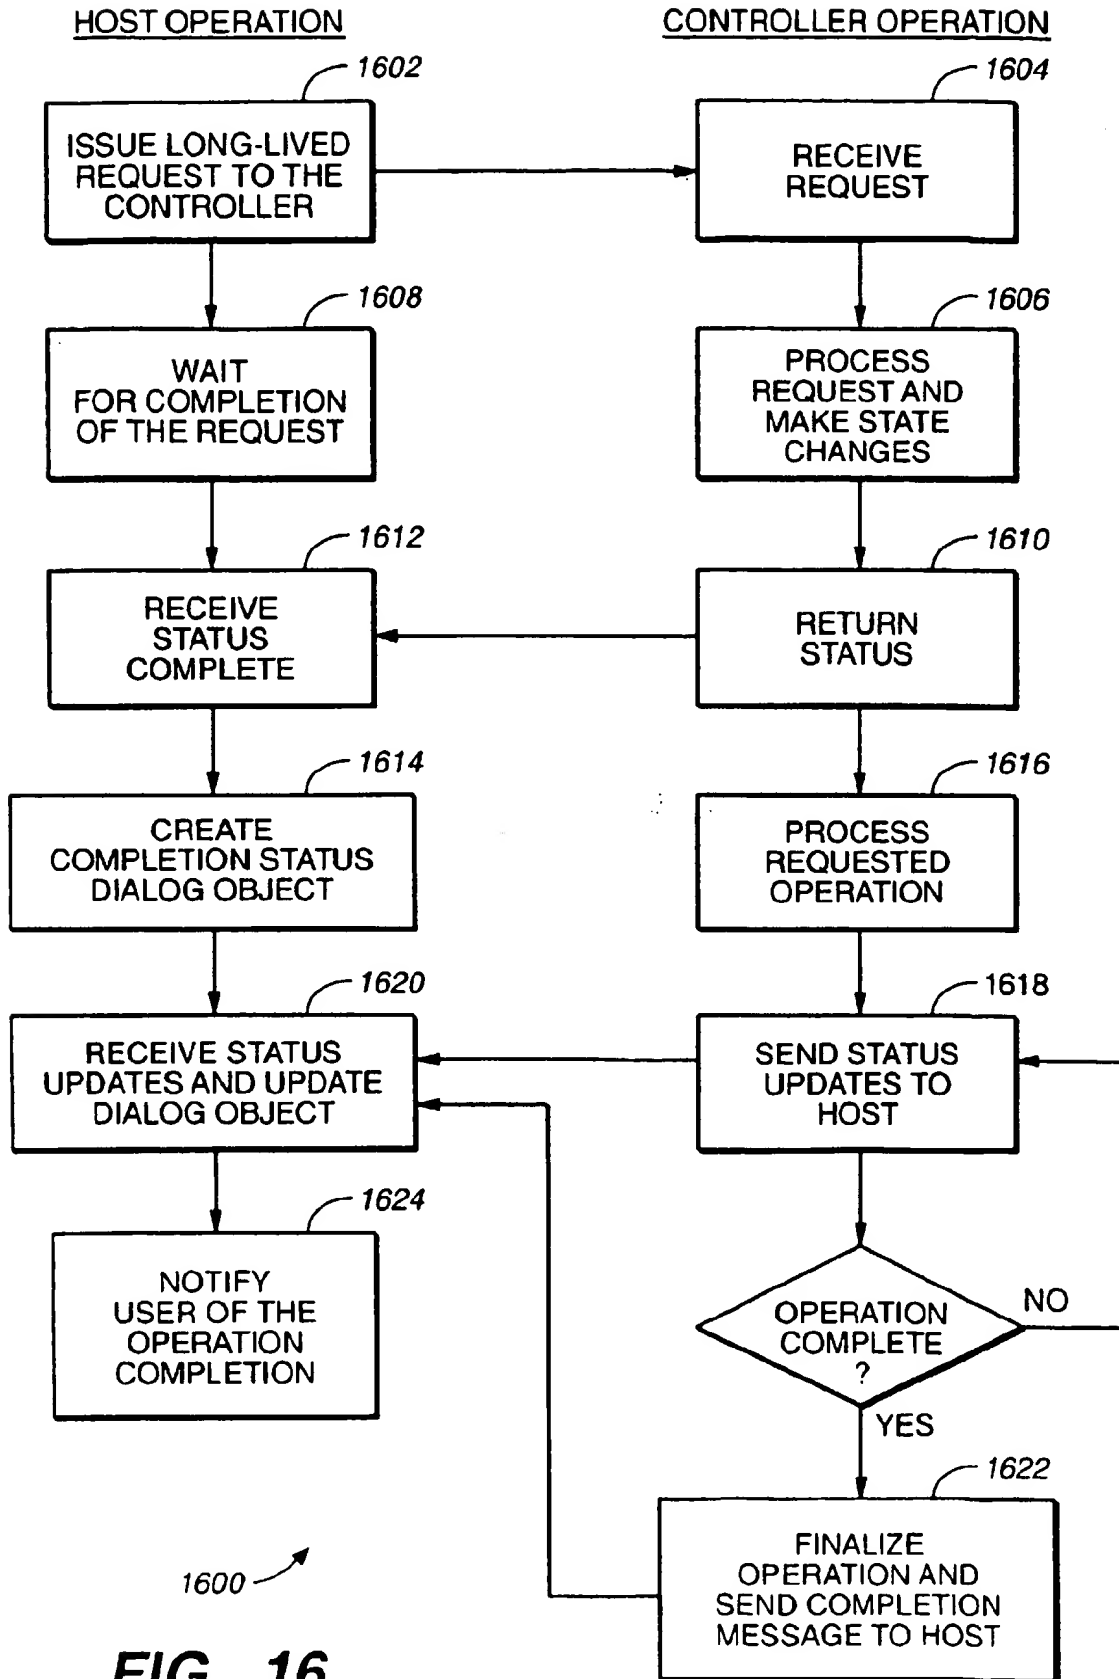 HOST OPERATION
CONTROLLER OPERATION
1602
ISSUE LONG-LIVED
REQUEST TO THE
CONTROLLER
1604
RECEIVE
REQUEST
1608
WAIT
FOR COMPLETION
OF THE REQUEST
1606
PROCESS
REQUEST AND
MAKE STATE
CHANGES
1612
RECEIVE
STATUS
COMPLETE
1610
RETURN
STATUS
1614
CREATE
COMPLETION STATUS
DIALOG OBJECT
1616
PROCESS
REQUESTED
OPERATION
1620
RECEIVE STATUS
UPDATES AND UPDATE
DIALOG OBJECT
1618
SEND STATUS
UPDATES TO
HOST
1624
NOTIFY
USER OF THE
OPERATION
COMPLETION
OPERATION
COMPLETE
?
NO
YES
1622
FINALIZE
OPERATION AND
SEND COMPLETION
MESSAGE TO HOST
1600
FIG. 16